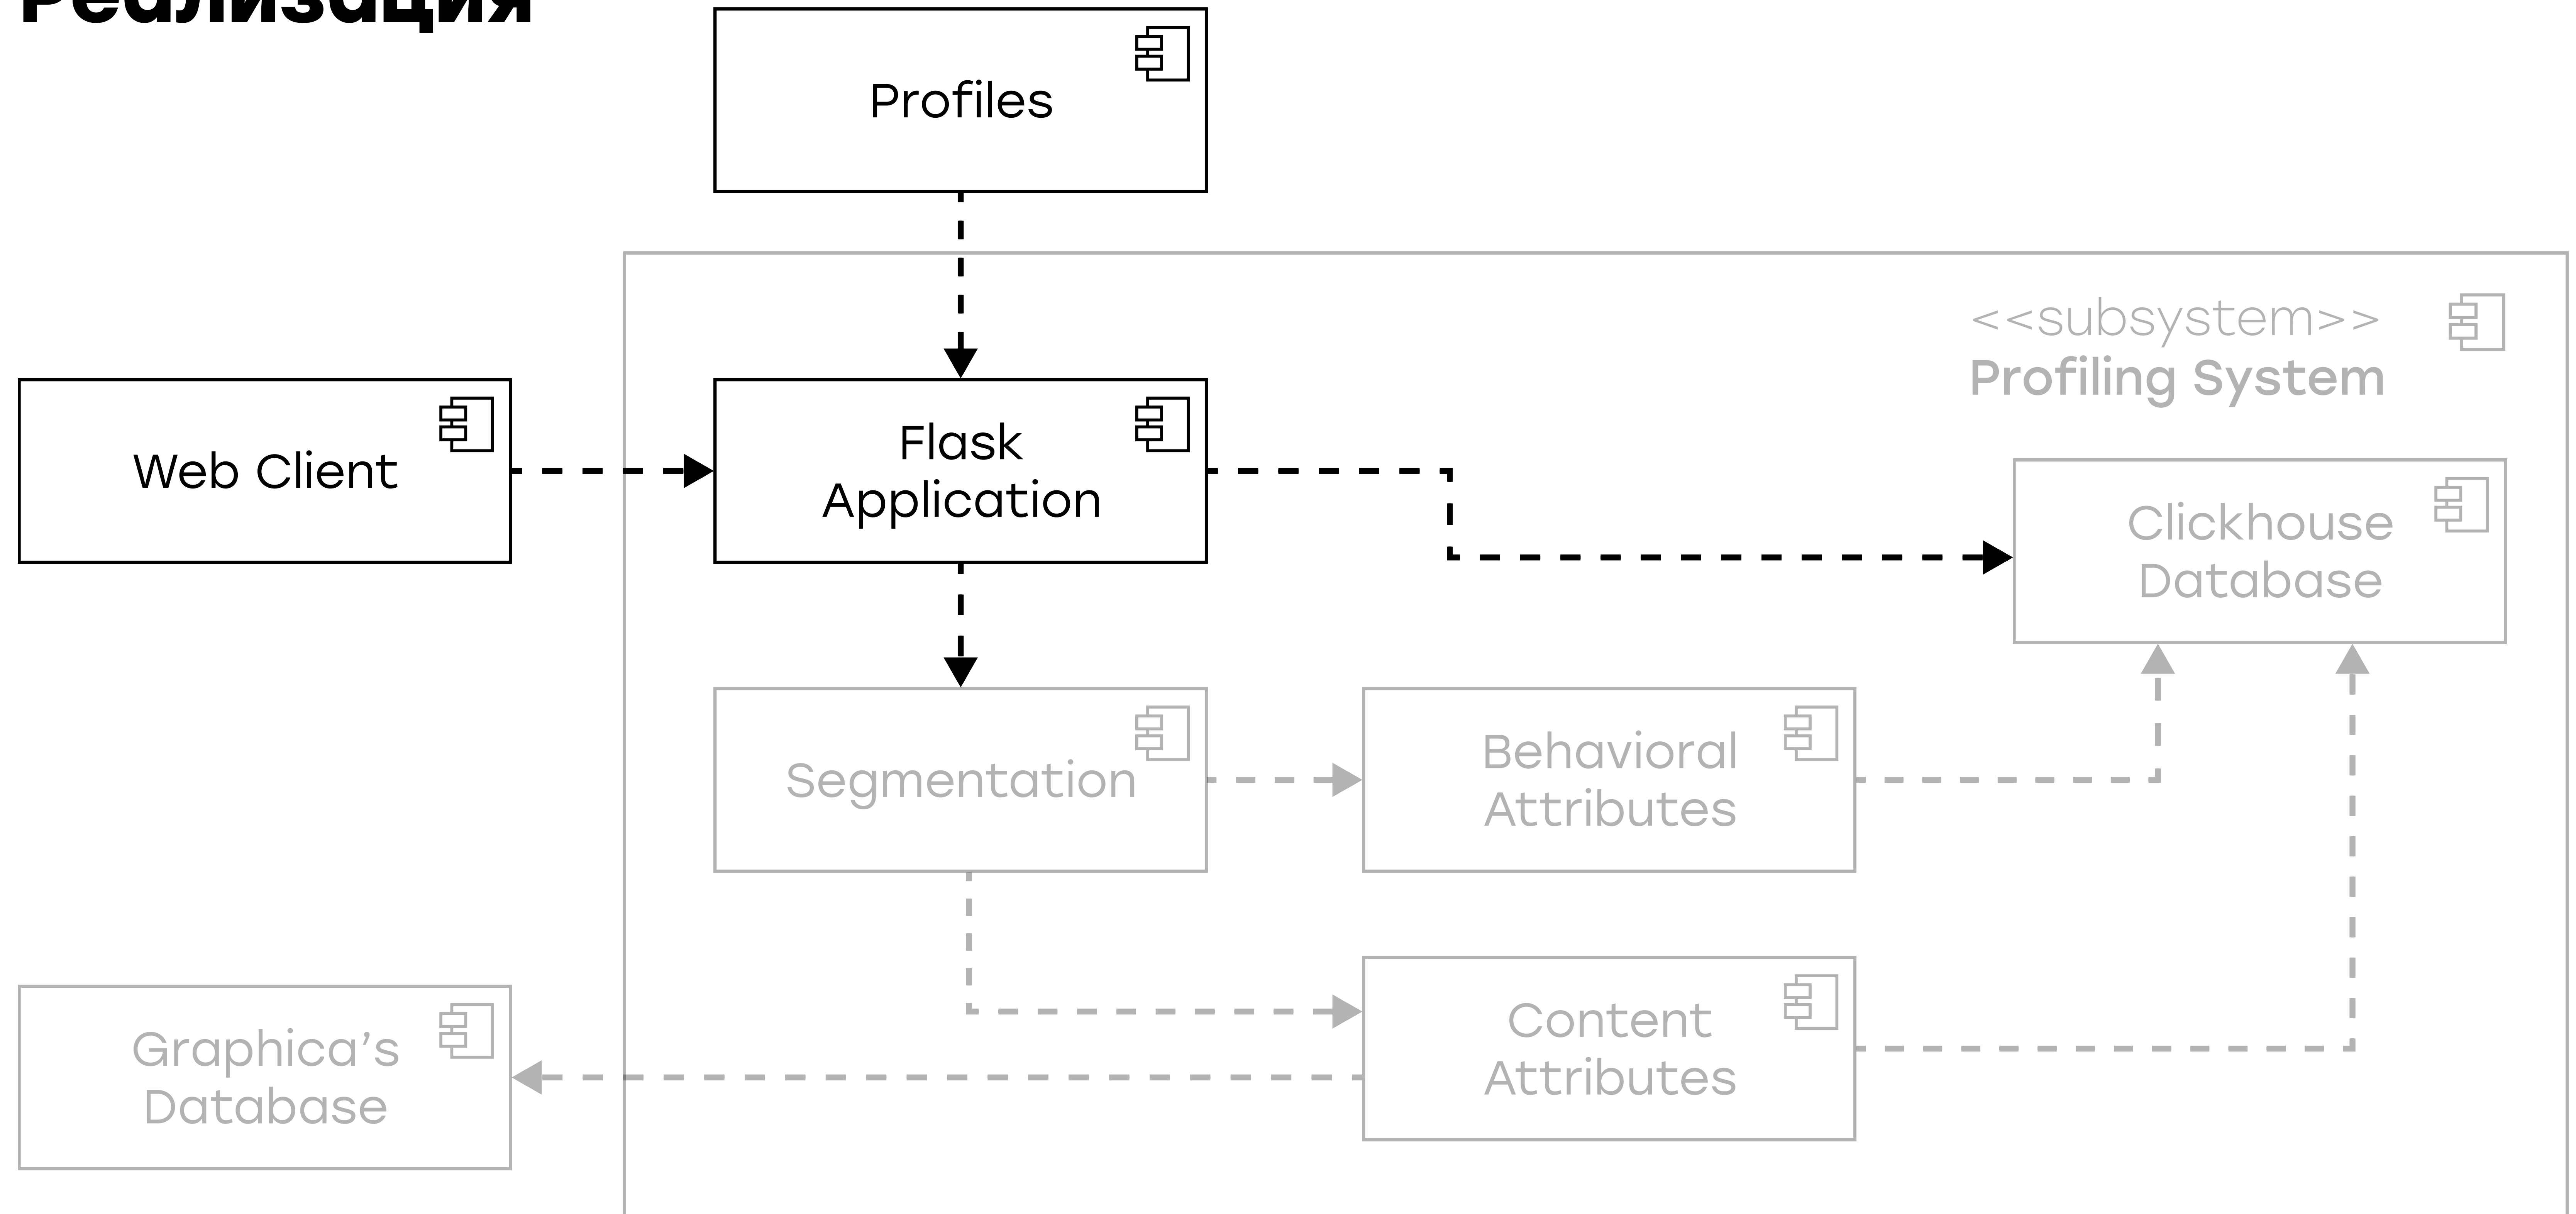 Реализация
Profiles
<<subsystem>>
Profiling System
Web Client
Flask
Application
Clickhouse
Database
Segmentation
Behavioral
Attributes
Graphica’s
Database
Content
Attributes